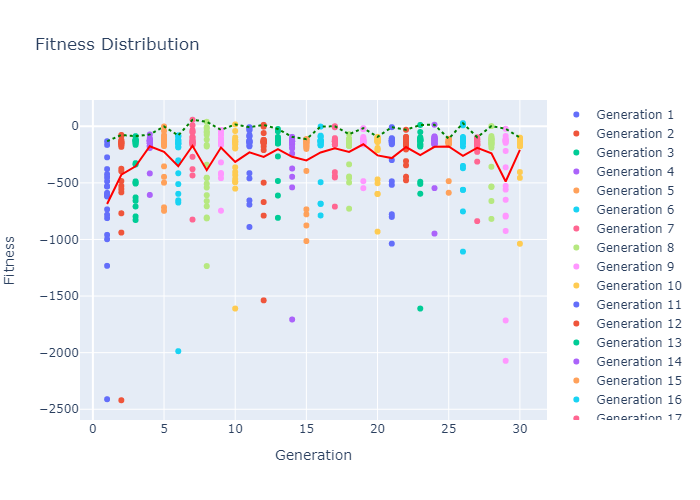 Fitness Distribution
0
−500
−1000
−1500
−2000
−2500
Fitness
0
5
10
15
20
25
30
Generation
Generation 1
Generation 2
Generation 3
Generation 4
Generation 5
Generation 6
Generation 7
Generation 8
Generation 9
Generation 10
Generation 11
Generation 12
Generation 13
Generation 14
Generation 15
Generation 16
Generation 17